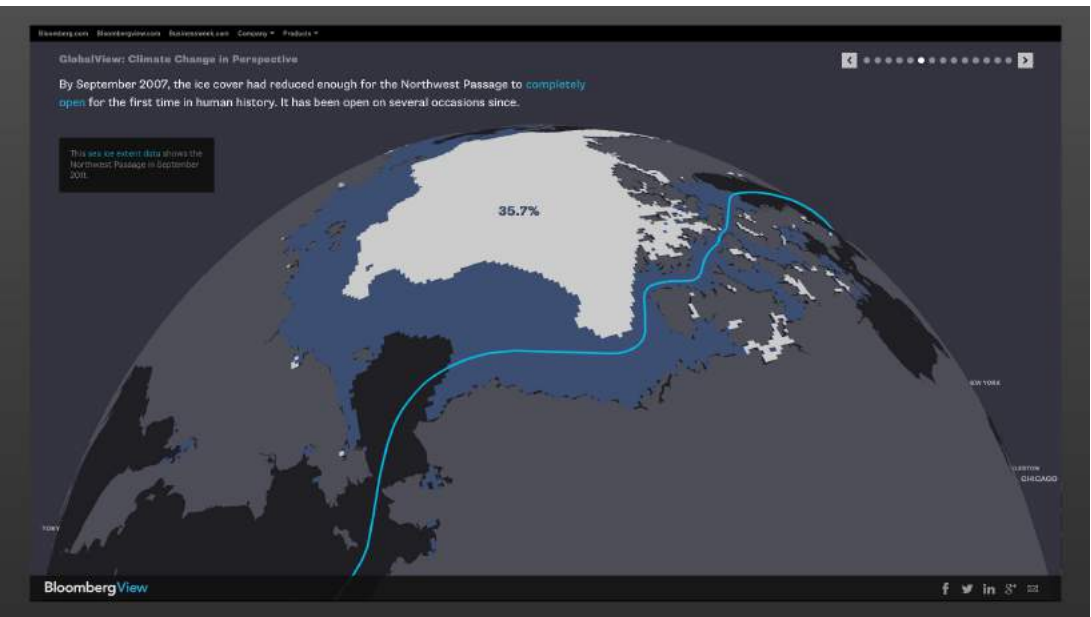 Bloomberg.com Bloombergview.com Businessweek.com Company Products
GlobalView: Climate Change in Perspective
By September 2007, the ice cover had reduced enough for the Northwest Passage to completely
open for the first time in human history. It has been open on several occasions since.
This sea ice extent data shows the
Northwest Passage in September
2011.
35.7%
CHICAGO
TOKY
BloombergView
f in g+